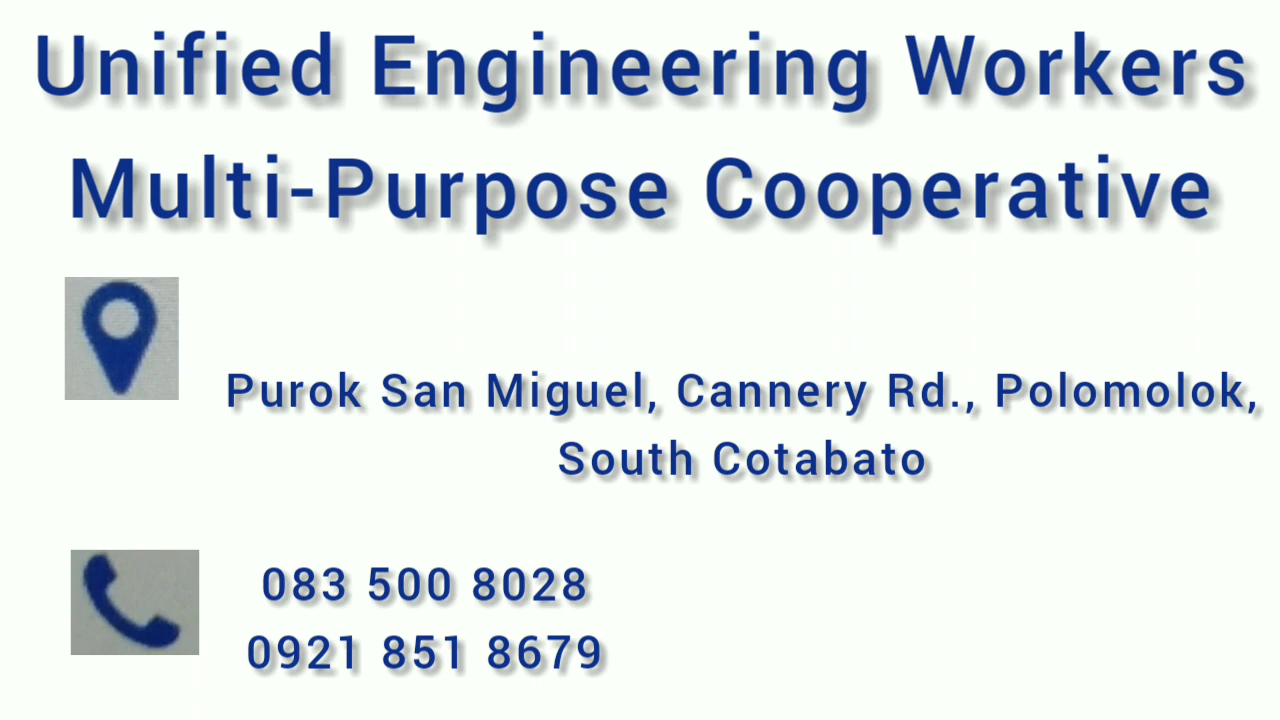 Unified Engineering Workers
Multi-Purpose Cooperative
Purok San Miguel, Cannery Rd., Polomolok,
South Cotabato
083 500 8028
0921 851 8679